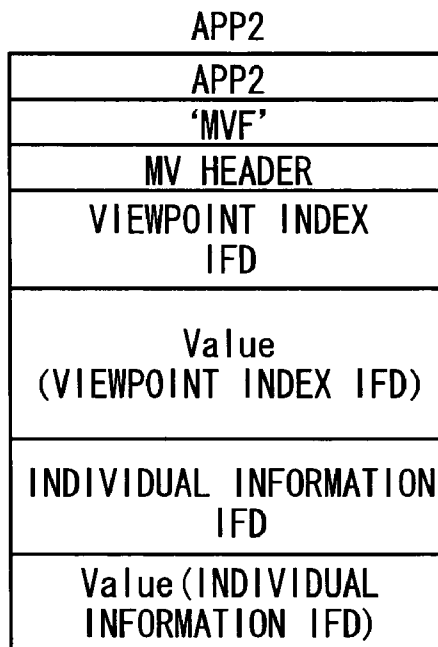 APP2
APP2
‘MVF’
MV HEADER
VIEWPOINT INDEX
IFD
Value
(VIEWPOINT INDEX IFD)
INDIVIDUAL INFORMATION
IFD
Value(INDIVIDUAL
INFORMATION IFD)